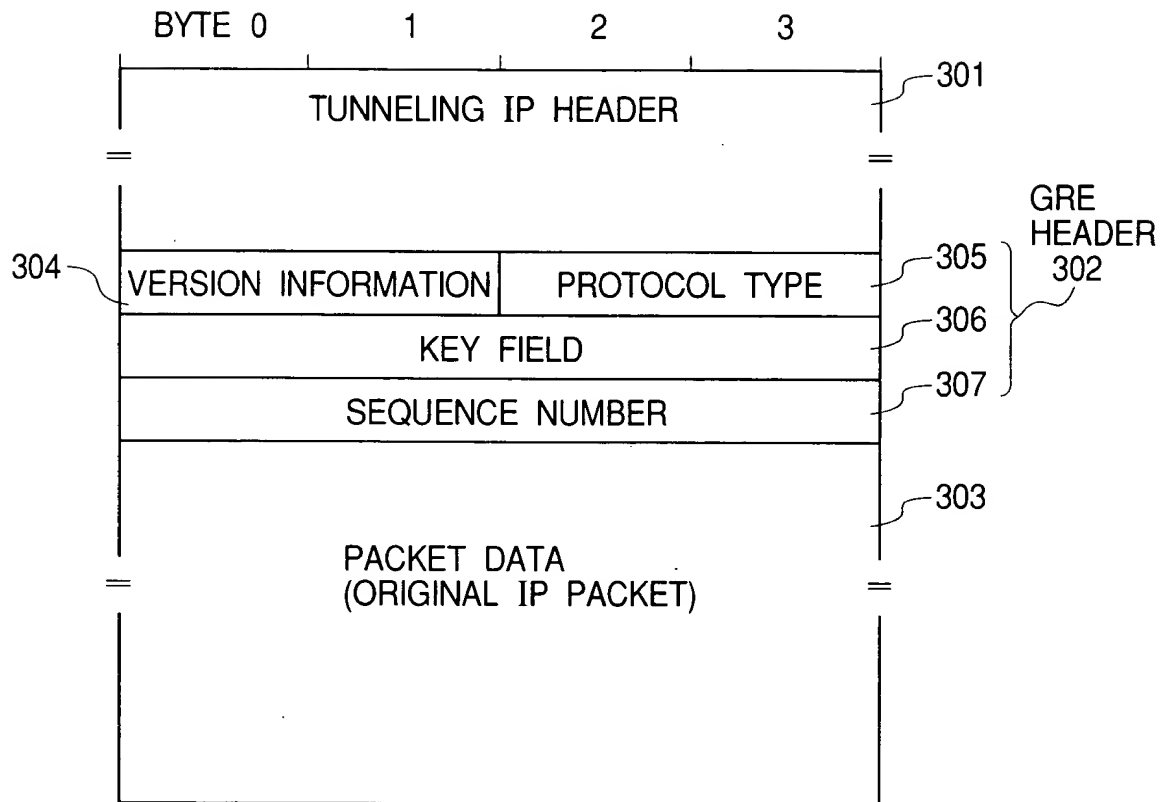 BYTE 0 1 2 3
301
TUNNELING IP HEADER
GRE
HEADER
302
304
VERSION INFORMATION
PROTOCOL TYPE
305
KEY FIELD
306
SEQUENCE NUMBER
307
303
PACKET DATA
(ORIGINAL IP PACKET)